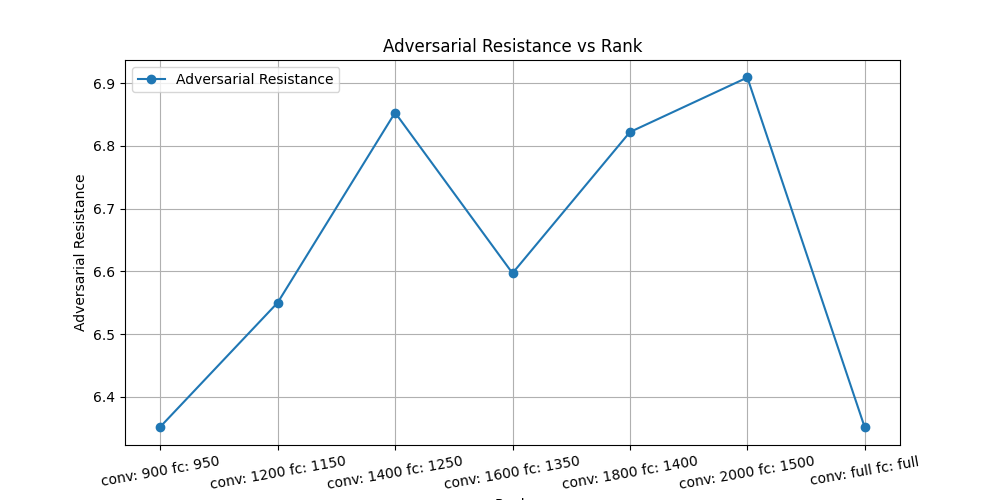 Adversarial Resistance vs Rank
Adversarial Resistance
6.9
6.8
6.7
6.6
6.5
6.4
Adversarial Resistance
conv: 900 fc: 950
conv: 1200 fc: 1150
conv: 1400 fc: 1250
conv: 1600 fc: 1350
conv: 1800 fc: 1400
conv: 2000 fc: 1500
conv: full fc: full